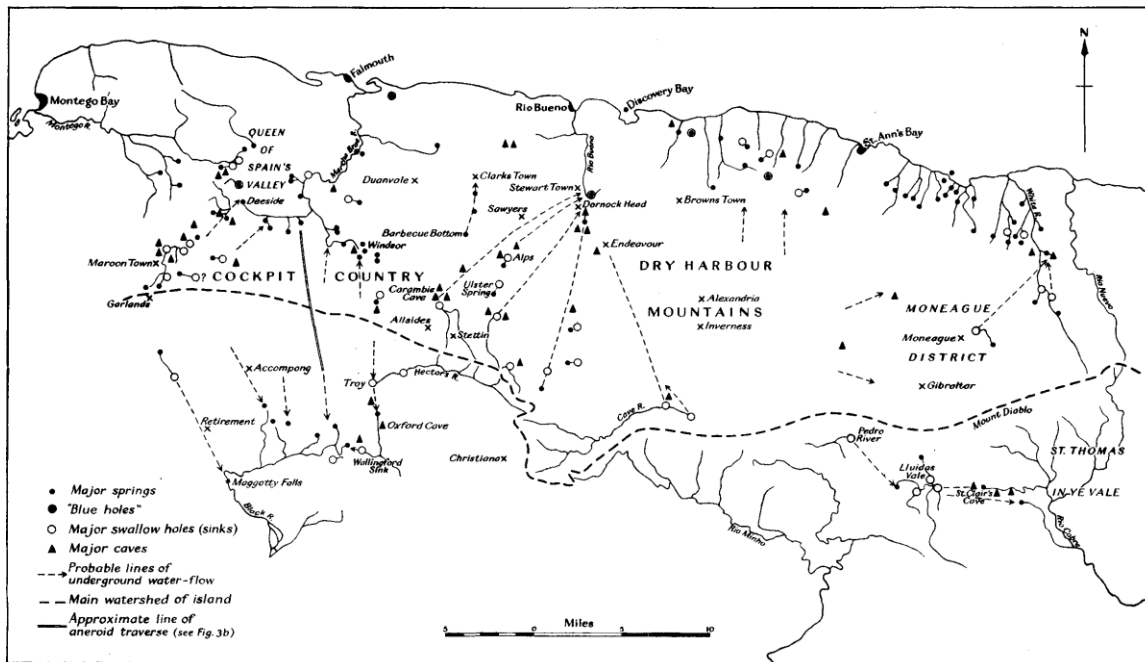 N
Falmouth
Montego Bay
Montego R.
Rio Bueno
Discovery Bay
St. Ann's Bay
QUEEN
OF
SPAIN'S
VALLEY
Martha Brae R.
Rio Bueno
Duanvale
Clarks Town
Stewart Town
Dornock Head
Browns Town
White R.
Deeside
Sawyers
Barbecue Bottom
Endeavour
Windsor
Maroon Town
?
COCKPIT
COUNTRY
Alps
DRY HARBOUR
MOUNTAINS
Rio Nuevo
Garlands
Carambie
Cave
Ulster
Spring
Alexandria
Inverness
MONEAGUE
Moneague
DISTRICT
Allsides
Stettin
Gibraltar
Accompong
Troy
Hectors R.
Cave R.
Mount Diablo
Retirement
Oxford Cave
Pedro
River
ST. THOMAS
Christiana
Wallingford
Sink
Lluidas
Vale
IN YE VALE
Maggotty Falls
St. Clair's
Cave
Black R.
Rio Minho
Rio Cobre
Major springs
"Blue holes"
Major swallow holes (sinks)
Major caves
Probable lines of
underground water-flow
Main watershed of island
Approximate line of
aneroid traverse (see Fig. 3b)
Miles
5 0 5 10